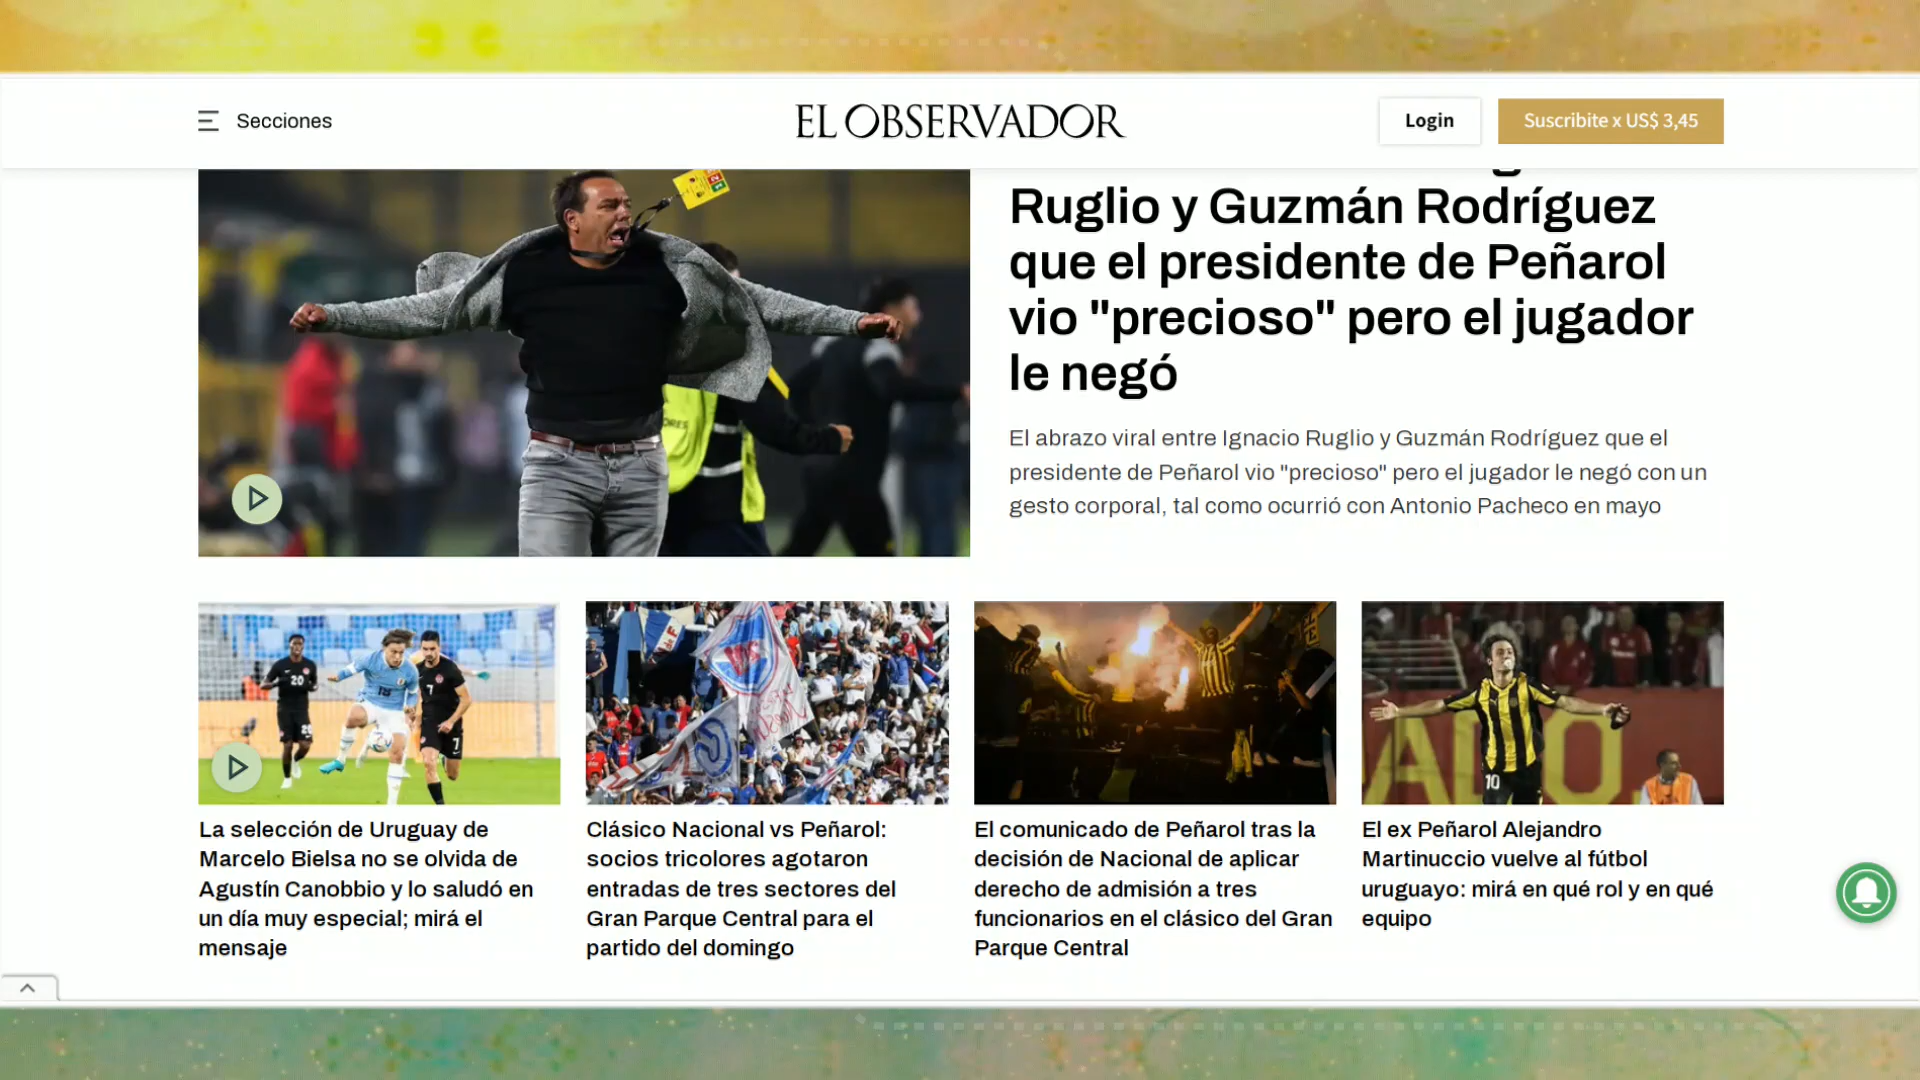 Secciones
EL OBSERVADOR
Login
Suscribite x US$ 3,45
Ruglio y Guzmán Rodríguez
que el presidente de Peñarol
vio "precioso" pero el jugador
le negó
El abrazo viral entre Ignacio Ruglio y Guzmán Rodríguez que el
presidente de Peñarol vio "precioso" pero el jugador le negó con un
gesto corporal, tal como ocurrió con Antonio Pacheco en mayo
La selección de Uruguay de
Marcelo Bielsa no se olvida de
Agustín Canobbio y lo saludó en
un día muy especial; mirá el
mensaje
Clásico Nacional vs Peñarol:
socios tricolores agotaron
entradas de tres sectores del
Gran Parque Central para el
partido del domingo
El comunicado de Peñarol tras la
decisión de Nacional de aplicar
derecho de admisión a tres
funcionarios en el clásico del Gran
Parque Central
El ex Peñarol Alejandro
Martinuccio vuelve al fútbol
uruguayo: mirá en qué rol y en qué
equipo